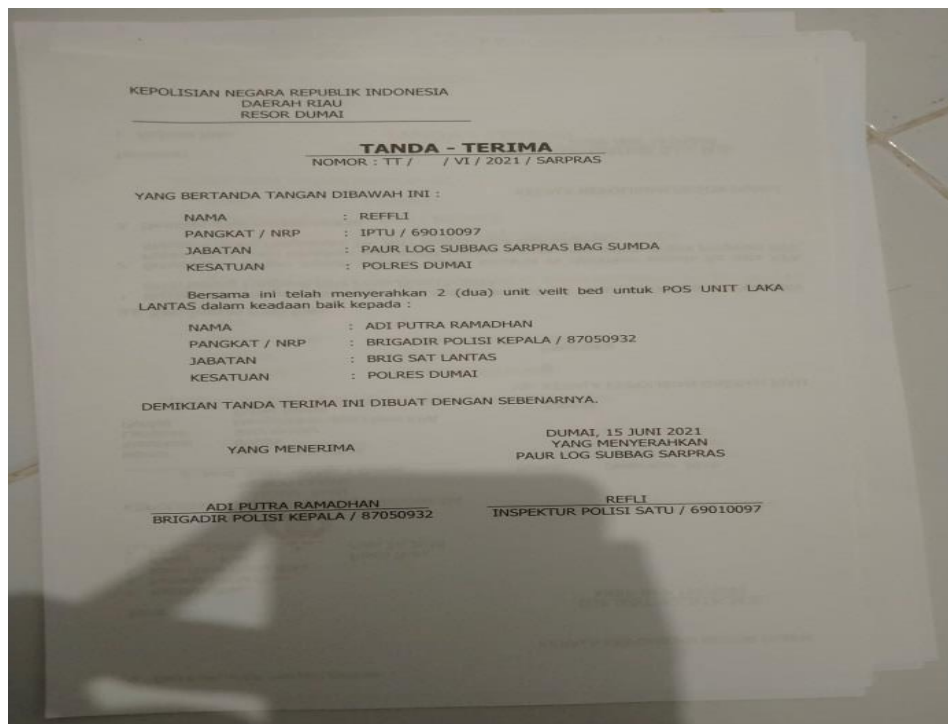 KEPOLISIAN NEGARA REPUBLIK INDONESIA
DAERAH RIAU
RESOR DUMAI
TANDA - TERIMA
NOMOR : TT / / VI / 2021 / SARPRAS
YANG BERTANDA TANGAN DIBAWAH INI :
NAMA : REFFLI
PANGKAT / NRP : IPTU / 69010097
JABATAN : PAUR LOG SUBBAG SARPRAS BAG SUMDA
KESATUAN : POLRES DUMAI
Bersama ini telah menyerahkan 2 (dua) unit veilt bed untuk POS UNIT LAKA
LANTAS dalam keadaan baik kepada :
NAMA : ADI PUTRA RAMADHAN
PANGKAT / NRP : BRIGADIR POLISI KEPALA / 87050932
JABATAN : BRIG SAT LANTAS
KESATUAN : POLRES DUMAI
DEMIKIAN TANDA TERIMA INI DIBUAT DENGAN SEBENARNYA.
YANG MENERIMA
ADI PUTRA RAMADHAN
BRIGADIR POLISI KEPALA / 87050932
DUMAI, 15 JUNI 2021
YANG MENYERAHKAN
PAUR LOG SUBBAG SARPRAS
REFLI
INSPEKTUR POLISI SATU / 69010097